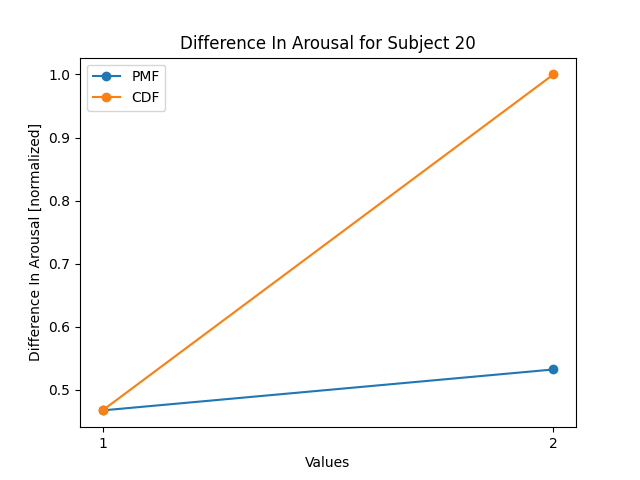 Difference In Arousal for Subject 20
PMF
CDF
Difference In Arousal [normalized]
1.0
0.9
0.8
0.7
0.6
0.5
1
2
Values